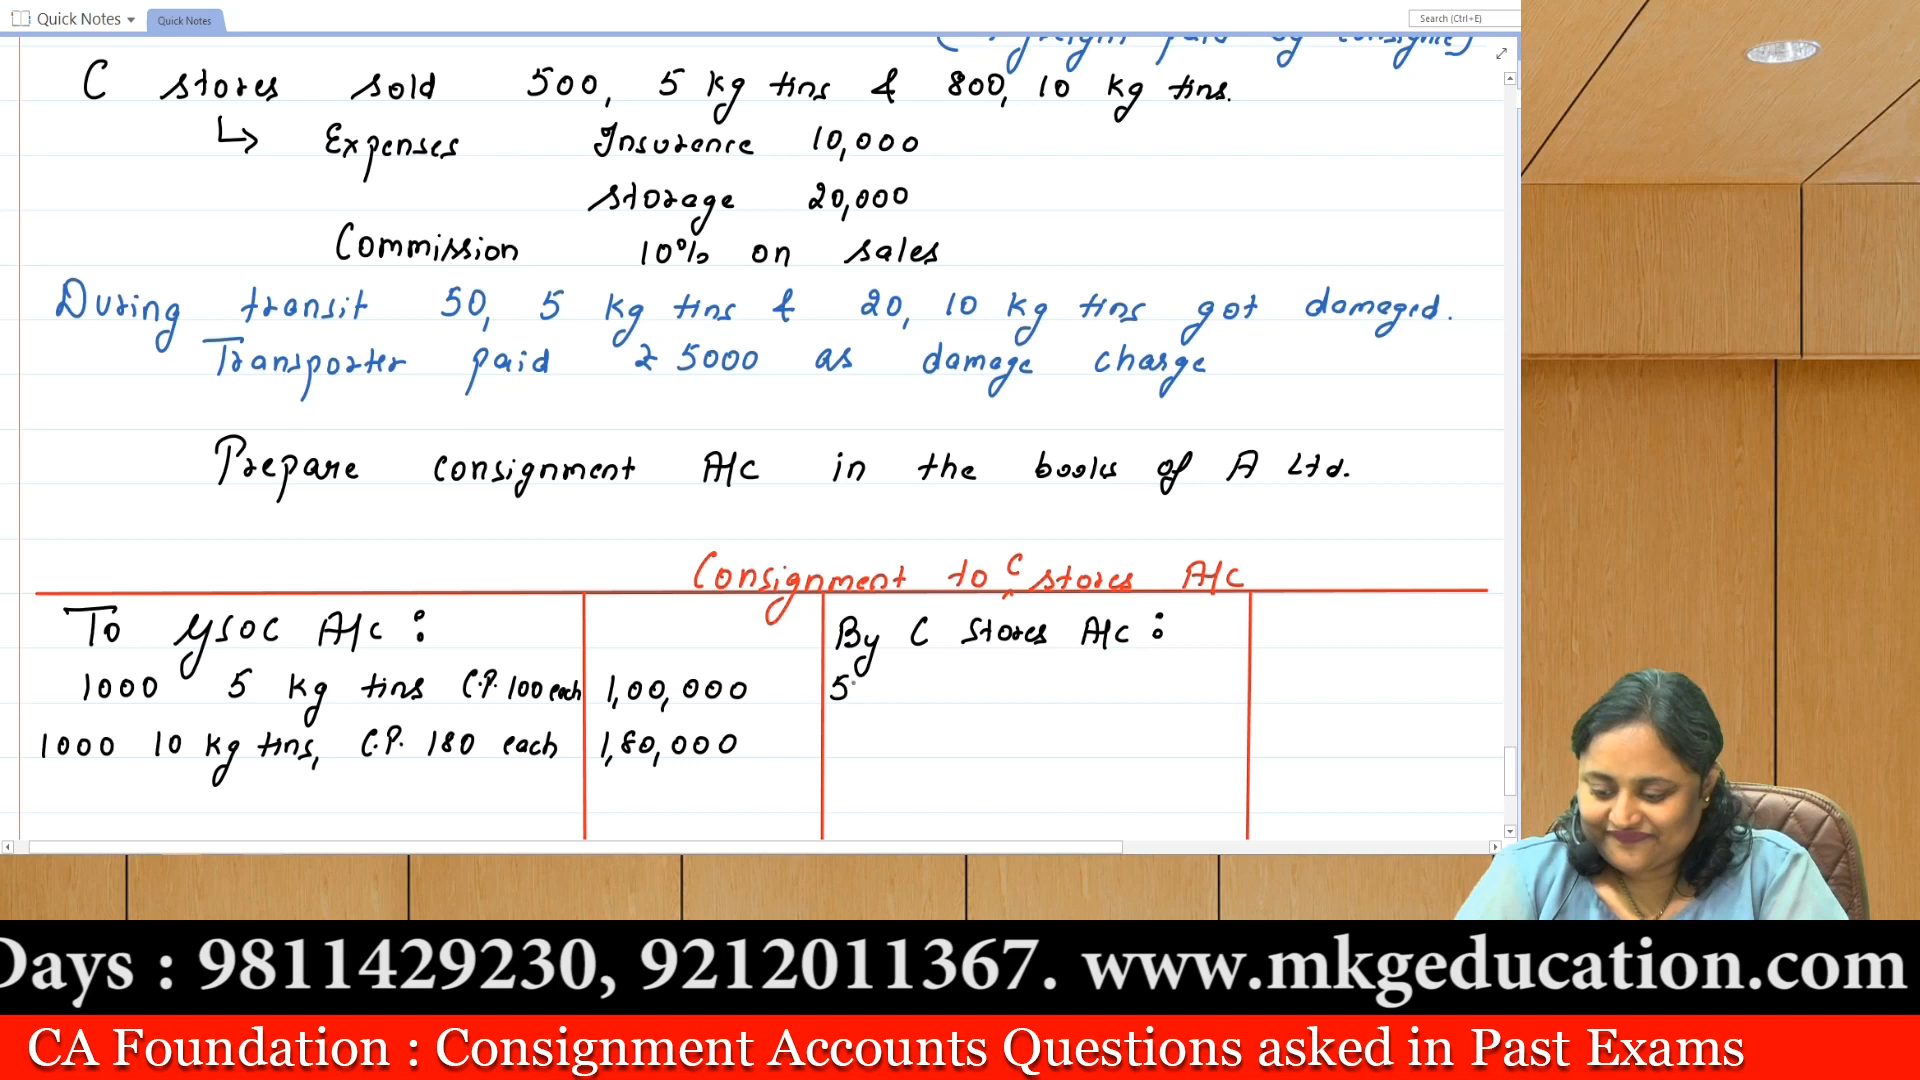 Quick Notes
Quick Notes
Search (Ctrl+E)
paid by consignee)
C stores sold 500, 5 kg tins & 800, 10 kg tins.
↳ Expenses Insurance 10,000
storage 20,000
Commission 10% on sales
During transit 50, 5 kg tins & 20, 10 kg tins got damaged.
Transporter paid ₹ 5000 as damage charge
Prepare consignment A/c in the books of A Ltd.
Consignment to C stores A/c
To GSOC A/c : By C Stores A/c :
1000 5 kg tins C.P. 100 each 1,00,000 5
1000 10 kg tins, C.P. 180 each 1,80,000
Days : 9811429230, 9212011367. www.mkgeducation.com
CA Foundation : Consignment Accounts Questions asked in Past Exams